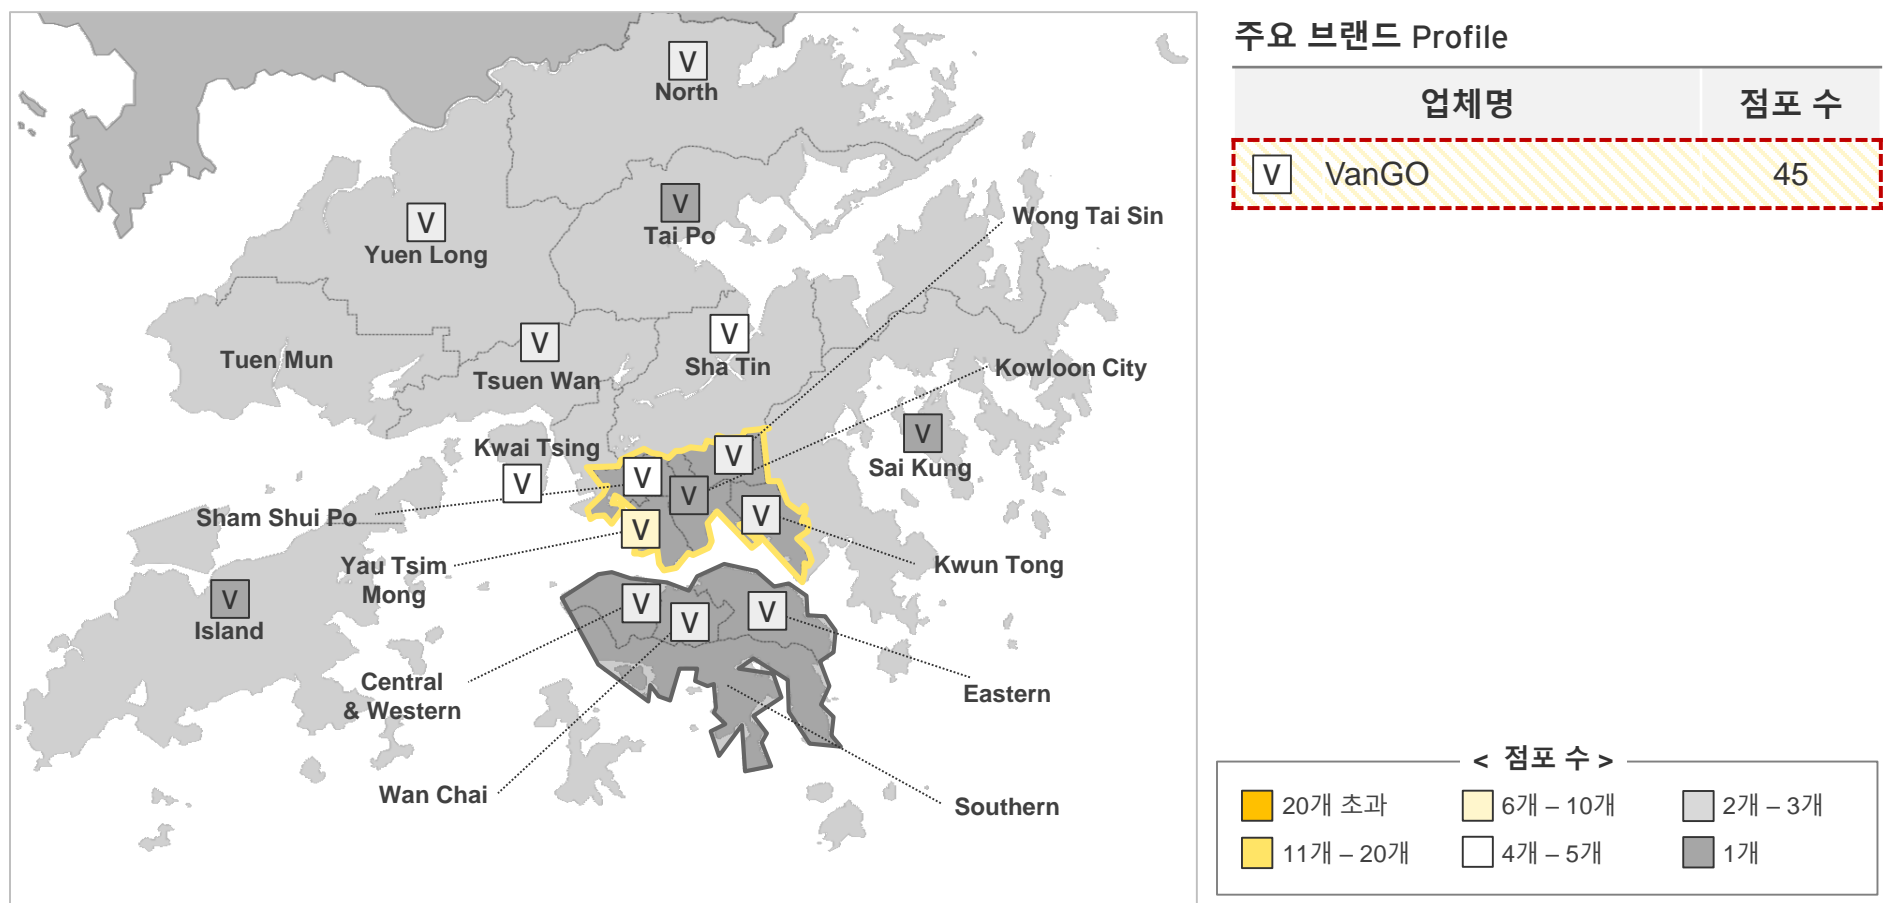 주요 브랜드 Profile
업체명 점포 수
V VanGO 45
V
North
V
Tai Po
V
Yuen Long
Wong Tai Sin
V
Tsuen Wan
V
Sha Tin
Tuen Mun
Kowloon City
Kwai Tsing
V
V
Sai Kung
V
V
V
V
V
V
Sham Shui Po
Yau Tsim
Mong
Kwun Tong
V
Island
V
V
V
Central
& Western
Eastern
Wan Chai
Southern
< 점포 수 >
20개 초과 6개 – 10개 2개 – 3개
11개 – 20개 4개 – 5개 1개